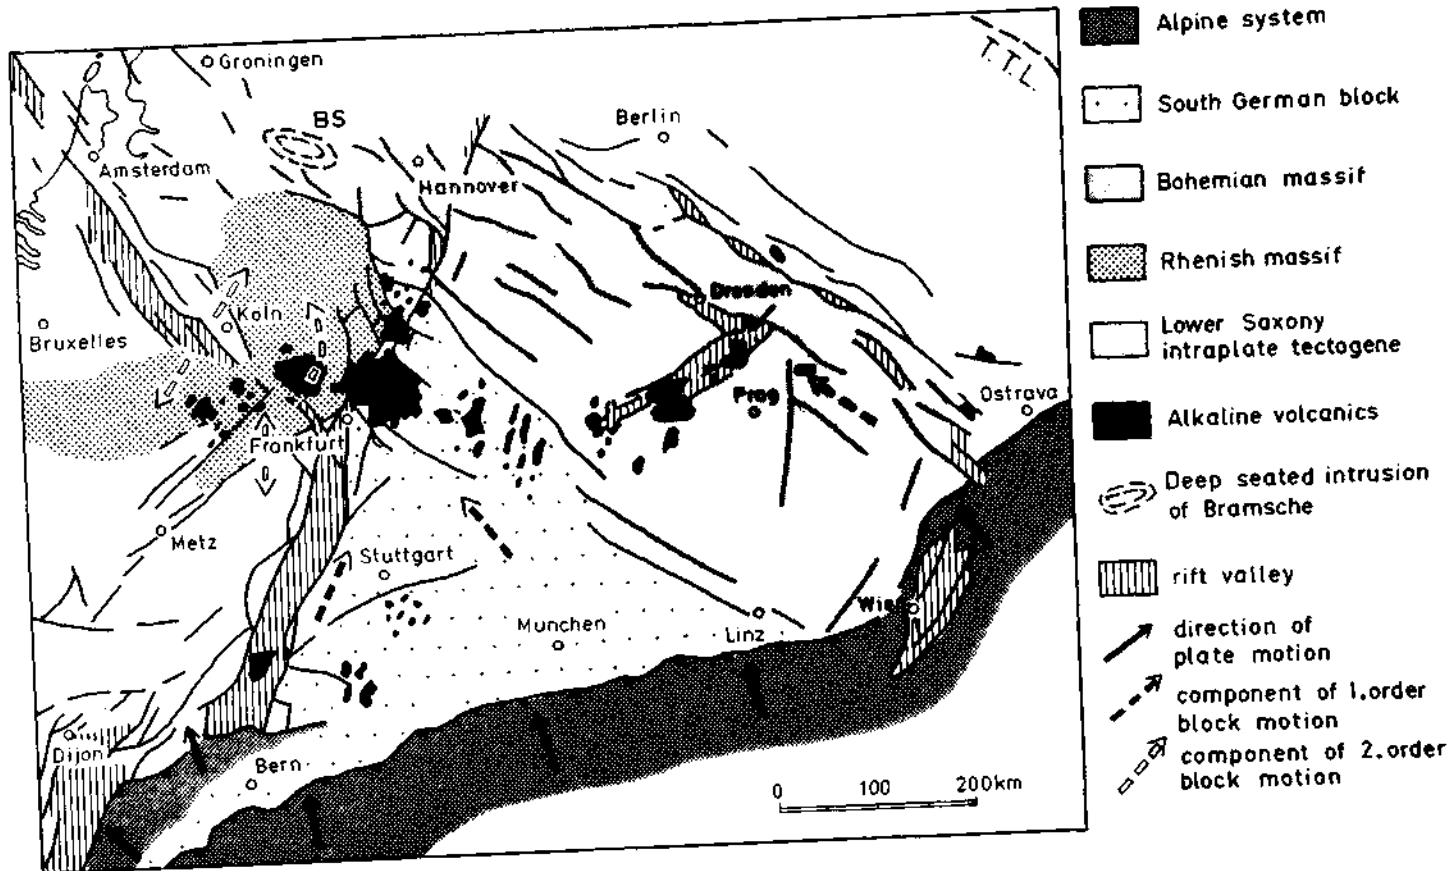 Groningen
BS
Berlin
T.T.L.
Amsterdam
Hannover
Köln
Bruxelles
Dresden
Prag
Ostrava
Frankfurt
Metz
Stuttgart
Wien
Linz
Munchen
Dijon
Bern
0 100 200km
Alpine system
South German block
Bohemian massif
Rhenish massif
Lower Saxony
intraplate tectogene
Alkaline volcanics
Deep seated intrusion
of Bramsche
rift valley
direction of
plate motion
component of 1.order
block motion
component of 2.order
block motion